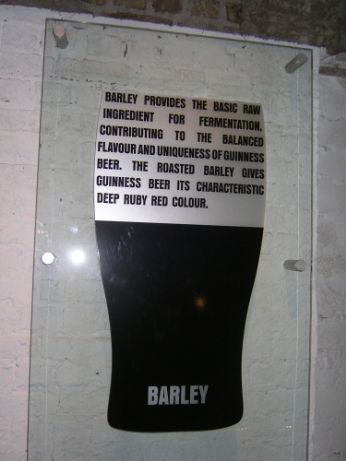 BARLEY PROVIDES THE BASIC RAW
INGREDIENT FOR FERMENTATION,
CONTRIBUTING TO THE BALANCED
FLAVOUR AND UNIQUENESS OF GUINNESS
BEER. THE ROASTED BARLEY GIVES
GUINNESS BEER ITS CHARACTERISTIC
DEEP RUBY RED COLOUR.
BARLEY